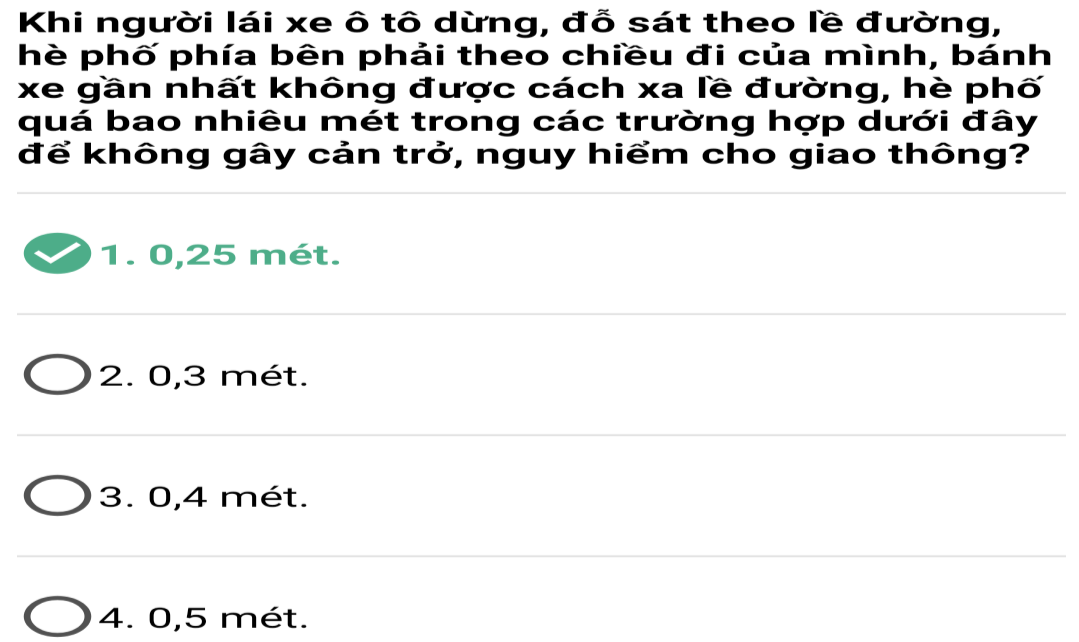 Khi người lái xe ô tô dừng, đỗ sát theo lề đường,
hè phố phía bên phải theo chiều đi của mình, bánh
xe gần nhất không được cách xa lề đường, hè phố
quá bao nhiêu mét trong các trường hợp dưới đây
để không gây cản trở, nguy hiểm cho giao thông?
1. 0,25 mét.
2. 0,3 mét.
3. 0,4 mét.
4. 0,5 mét.